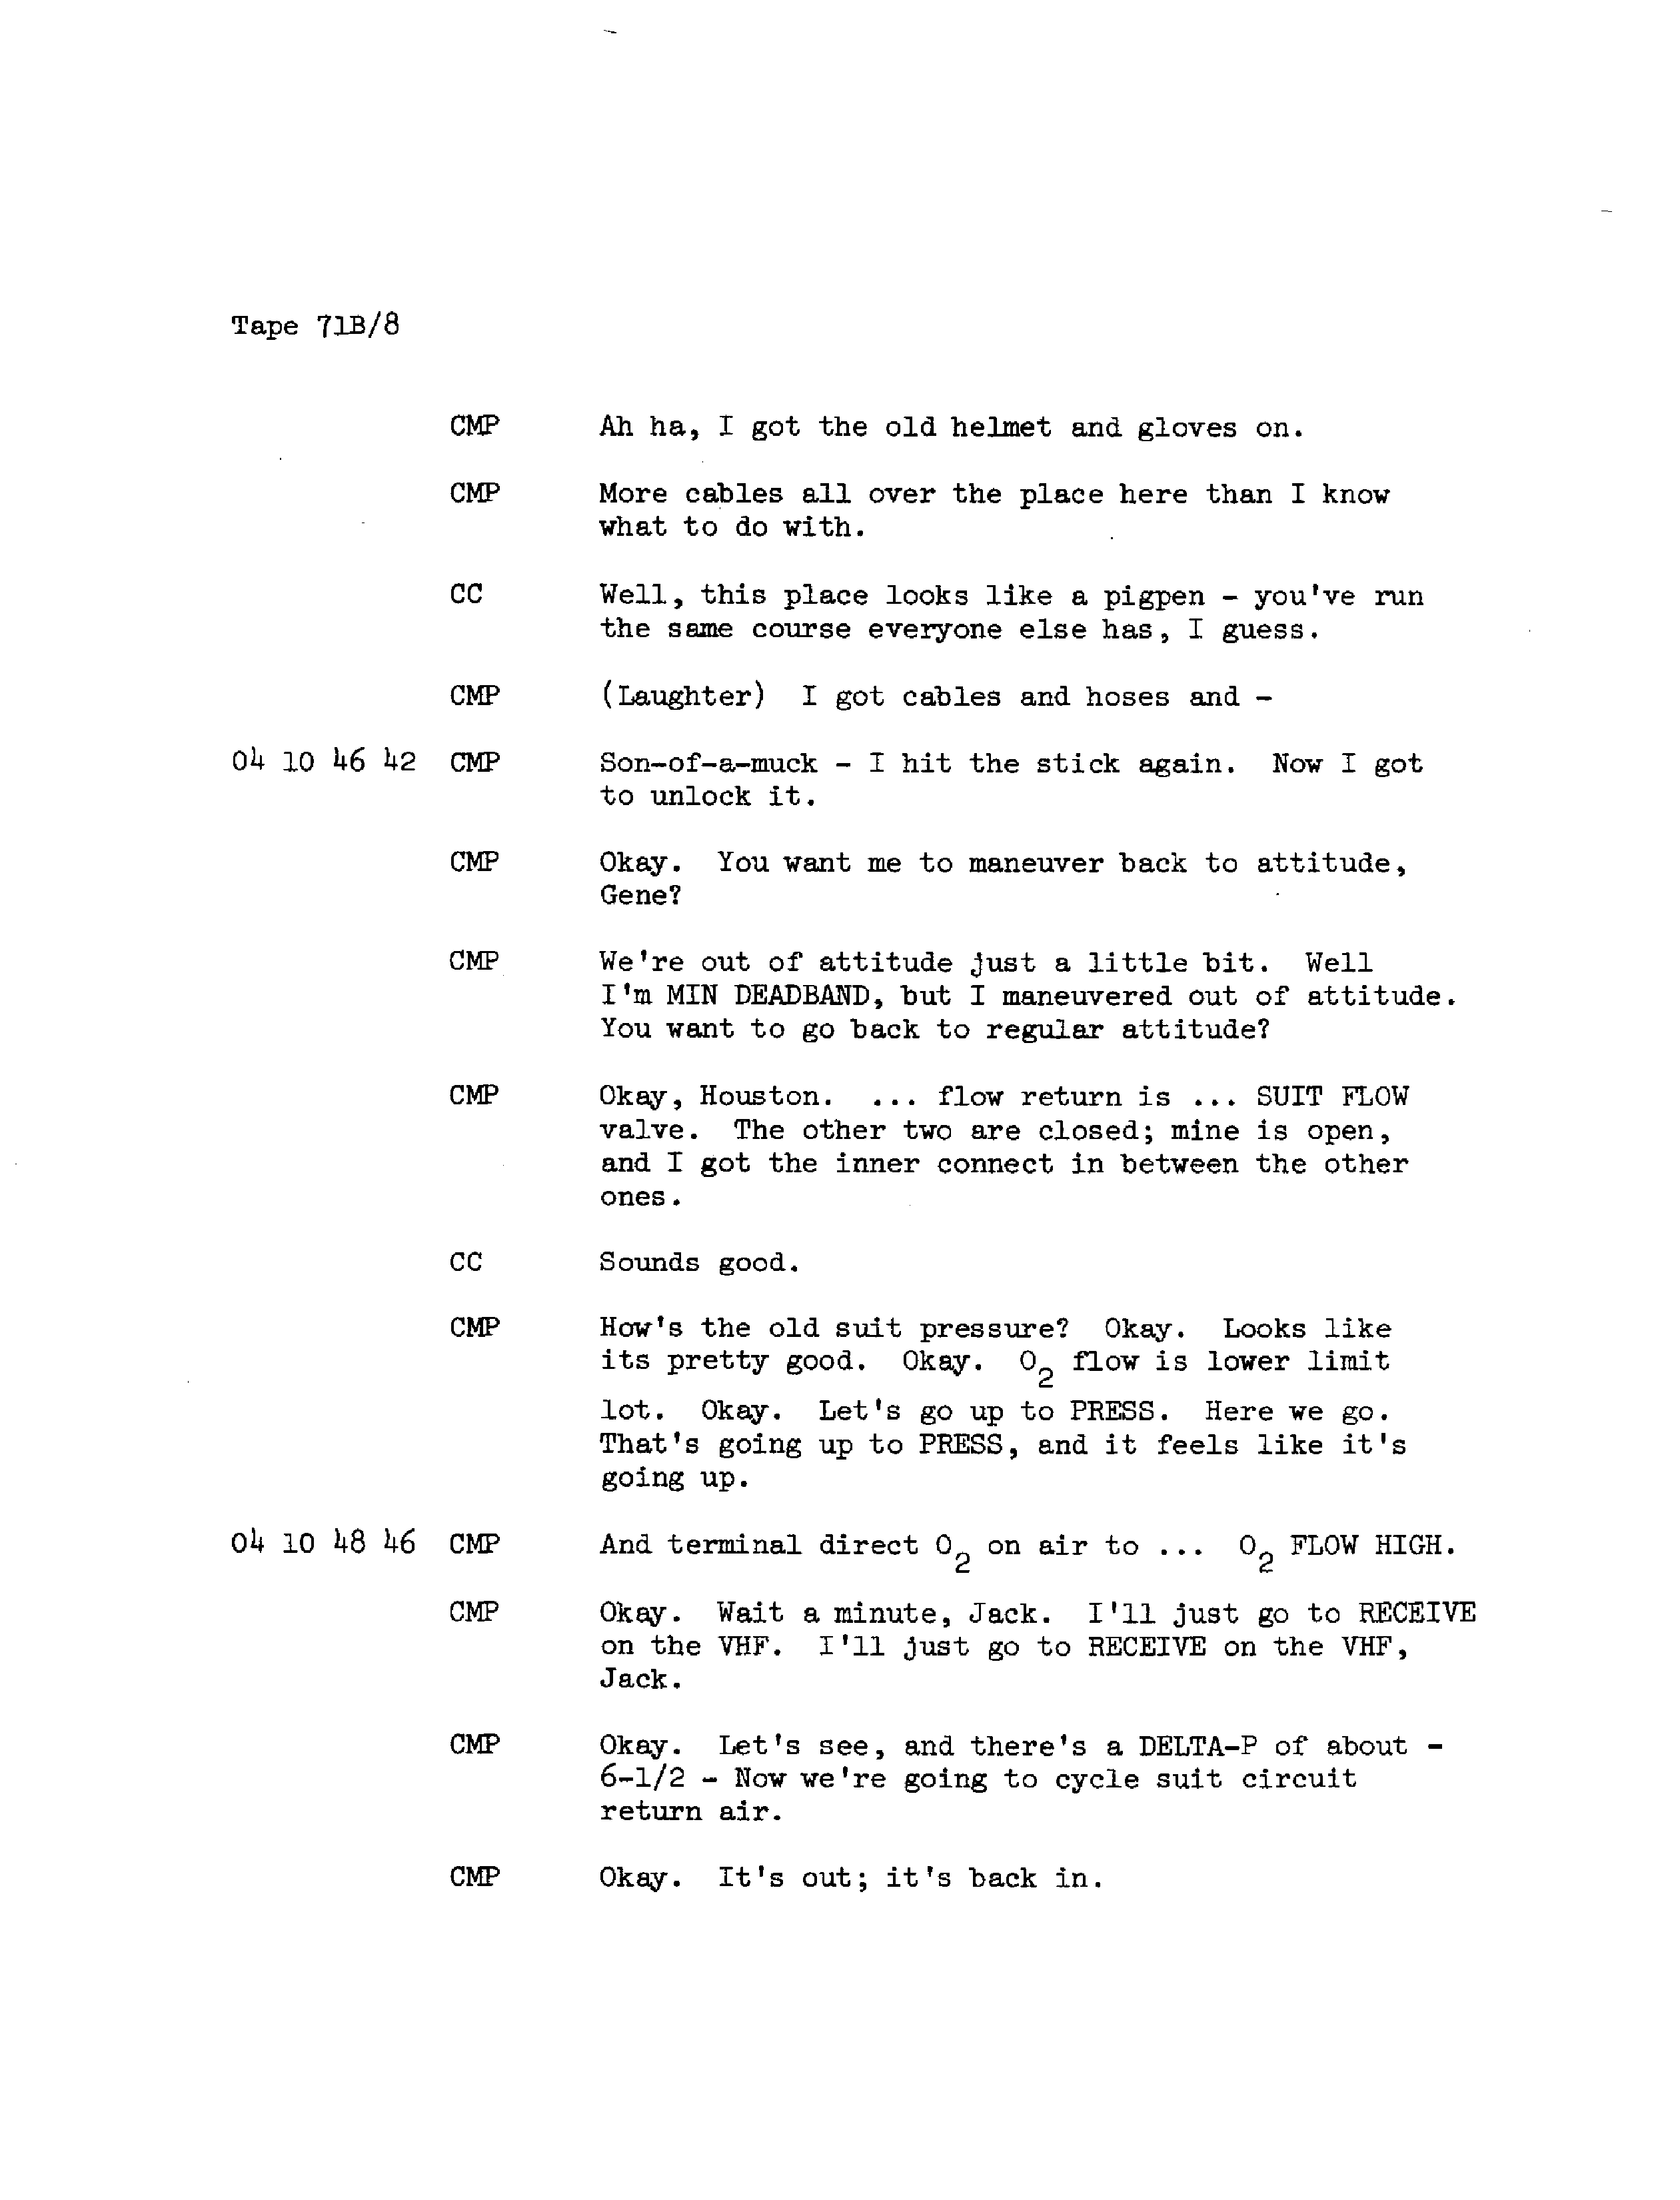 Tape 71B/8
CMP Ah ha, I got the old helmet and gloves on.
CMP More cables all over the place here than I know
what to do with.
CC Well, this place looks like a pigpen - you've run
the same course everyone else has, I guess.
CMP (Laughter) I got cables and hoses and -
04 10 46 42 CMP Son-of-a-muck - I hit the stick again. Now I got
to unlock it.
CMP Okay. You want me to maneuver back to attitude,
Gene?
CMP We're out of attitude just a little bit. Well
I'm MIN DEADBAND, but I maneuvered out of attitude.
You want to go back to regular attitude?
CMP Okay, Houston. ... flow return is ... SUIT FLOW
valve. The other two are closed; mine is open,
and I got the inner connect in between the other
ones.
CC Sounds good.
CMP How's the old suit pressure? Okay. Looks like
its pretty good. Okay. O2 flow is lower limit
lot. Okay. Let's go up to PRESS. Here we go.
That's going up to PRESS, and it feels like it's
going up.
04 10 48 46 CMP And terminal direct O2 on air to ... O2 FLOW HIGH.
CMP Okay. Wait a minute, Jack. I'll just go to RECEIVE
on the VHF. I'll just go to RECEIVE on the VHF,
Jack.
CMP Okay. Let's see, and there's a DELTA-P of about -
6-1/2 - Now we're going to cycle suit circuit
return air.
CMP Okay. It's out; it's back in.